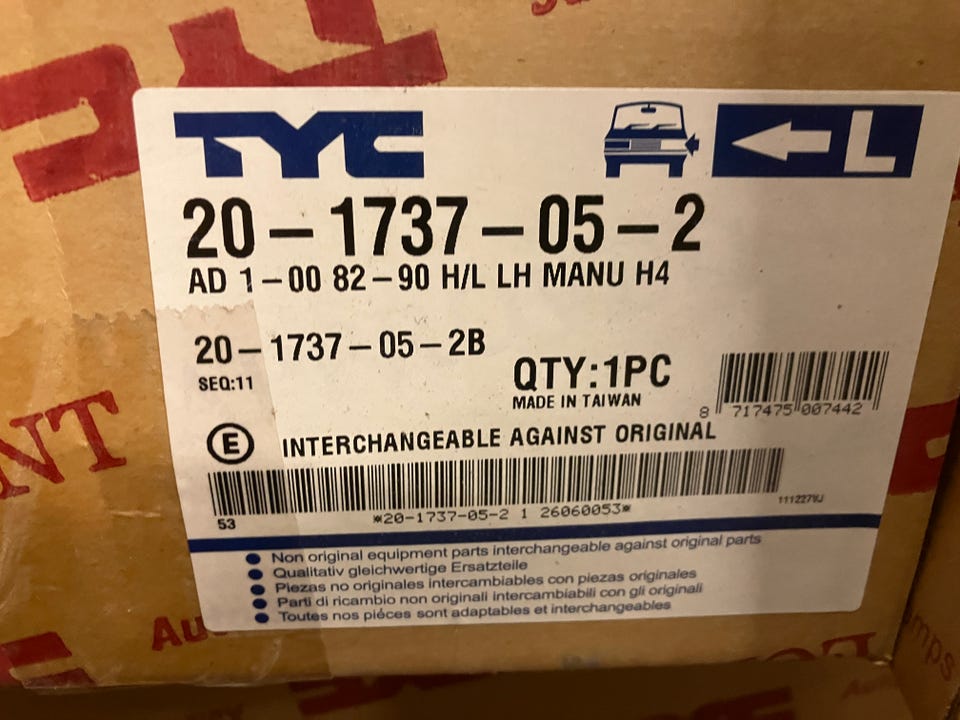 TYC
L
20-1737-05-2
AD 1-00 82-90 H/L LH MANU H4
20-1737-05-2B
SEQ:11
QTY:1PC
MADE IN TAIWAN
8 717475 007442
E INTERCHANGEABLE AGAINST ORIGINAL
111227VJ
53
*20-1737-05-2 1 26060053*
Non original equipment parts interchangeable against original parts
Qualitativ gleichwertige Ersatzteile
Piezas no originales intercambiables con piezas originales
Parti di ricambio non originali intercambiabili con gli originali
Toutes nos piéces sont adaptables et interchangeables